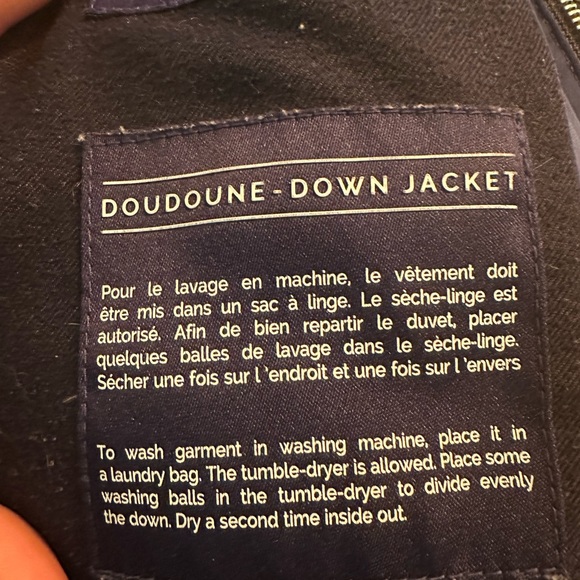 DOUDOUNE - DOWN JACKET
Pour le lavage en machine, le vêtement doit
être mis dans un sac à linge. Le sèche-linge est
autorisé. Afin de bien repartir le duvet, placer
quelques balles de lavage dans le sèche-linge.
Sécher une fois sur l 'endroit et une fois sur l 'envers
To wash garment in washing machine, place it in
a laundry bag. The tumble-dryer is allowed. Place some
washing balls in the tumble-dryer to divide evenly
the down. Dry a second time inside out.